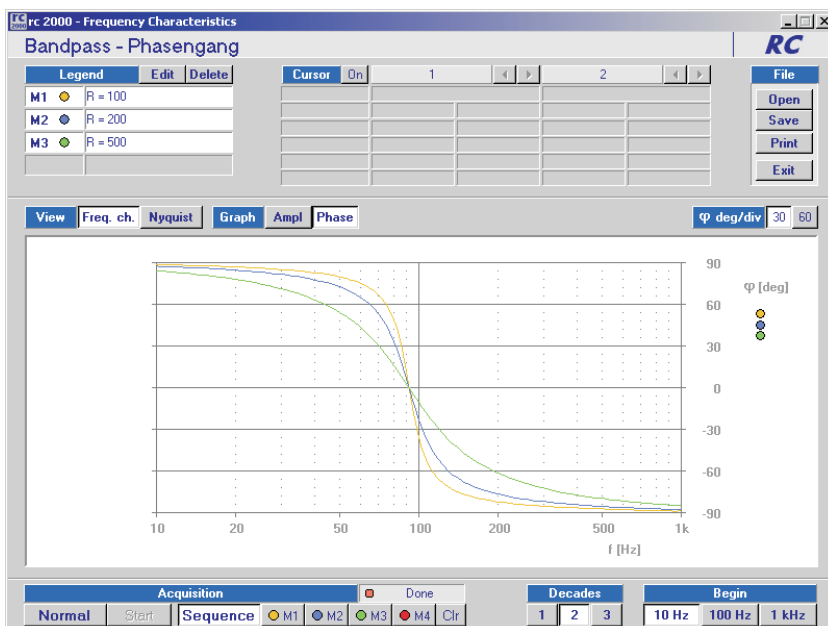 rc 2000 rc 2000 - Frequency Characteristics
Bandpass - Phasengang RC
Legend Edit Delete Cursor On 1 2 File
M1 R = 100
M2 R = 200
M3 R = 500
Open
Save
Print
Exit
View Freq. ch. Nyquist Graph Ampl Phase φ deg/div 30 60
90
φ [deg]
60
30
0
-30
-60
-90
10 20 50 100 200 500 1k
f [Hz]
Acquisition Done Decades Begin
Normal Start Sequence M1 M2 M3 M4 Clr 1 2 3 10 Hz 100 Hz 1 kHz